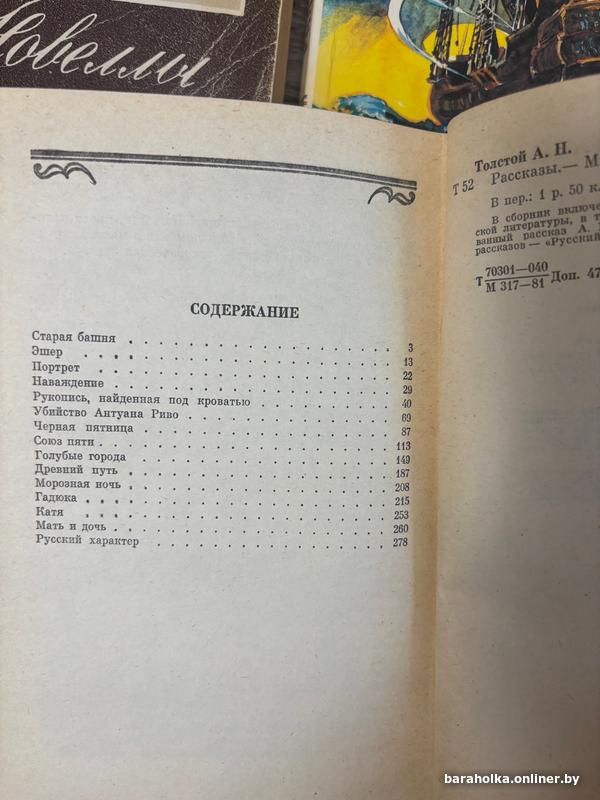 Новеллы
СОДЕРЖАНИЕ
Старая башня . . . . . . . . . . . . . . . . 3
Эшер . . . . . . . . . . . . . . . . 13
Портрет . . . . . . . . . . . . . . . . 22
Наваждение . . . . . . . . . . . . . . . . 29
Рукопись, найденная под кроватью . . . . . . . . 40
Убийство Антуана Риво . . . . . . . . . . . . 69
Черная пятница . . . . . . . . . . . . . . 87
Союз пяти . . . . . . . . . . . . . . . . 113
Голубые города . . . . . . . . . . . . . . 149
Древний путь . . . . . . . . . . . . . . . 187
Морозная ночь . . . . . . . . . . . . . . . 208
Гадюка . . . . . . . . . . . . . . . . 215
Катя . . . . . . . . . . . . . . . . 253
Мать и дочь . . . . . . . . . . . . . . . . 260
Русский характер . . . . . . . . . . . . . . 278
Толстой А. Н.
Т 52 Рассказы.— М
В пер.: 1 р. 50 к.
В сборник включе
ской литературы, в т
ванный рассказ А.
рассказов — «Русский
Т 70301—040
М 317—81 Доп. 47
baraholka.onliner.by